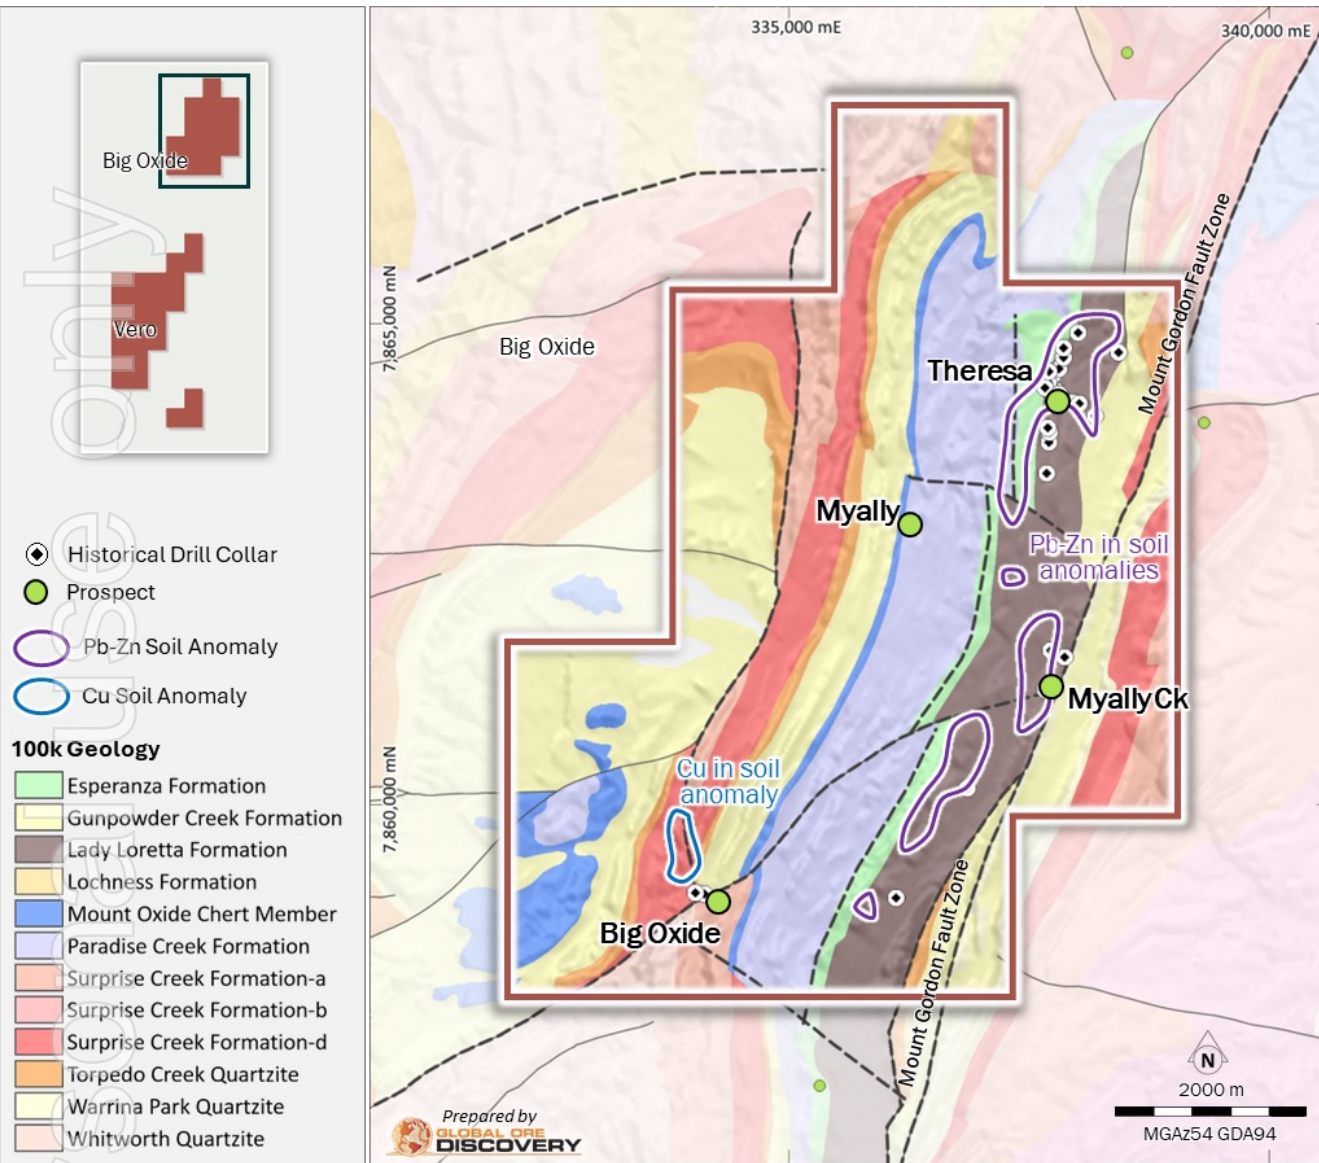 Big Oxide
Vero
Historical Drill Collar
Prospect
Pb-Zn Soil Anomaly
Cu Soil Anomaly
100k Geology
Esperanza Formation
Gunpowder Creek Formation
Lady Loretta Formation
Lochness Formation
Mount Oxide Chert Member
Paradise Creek Formation
Surprise Creek Formation-a
Surprise Creek Formation-b
Surprise Creek Formation-d
Torpedo Creek Quartzite
Warrina Park Quartzite
Whitworth Quartzite
sonal use only
335,000 mE
340,000 mE
7,865,000 mN
7,860,000 mN
Big Oxide
Mount Gordon Fault Zone
Theresa
Myally
Pb-Zn in soil
anomalies
Myally Ck
Cu in soil
anomaly
Big Oxide
Mount Gordon Fault Zone
N
2000 m
MGAz54 GDA94
Prepared by
GLOBAL ORE
DISCOVERY